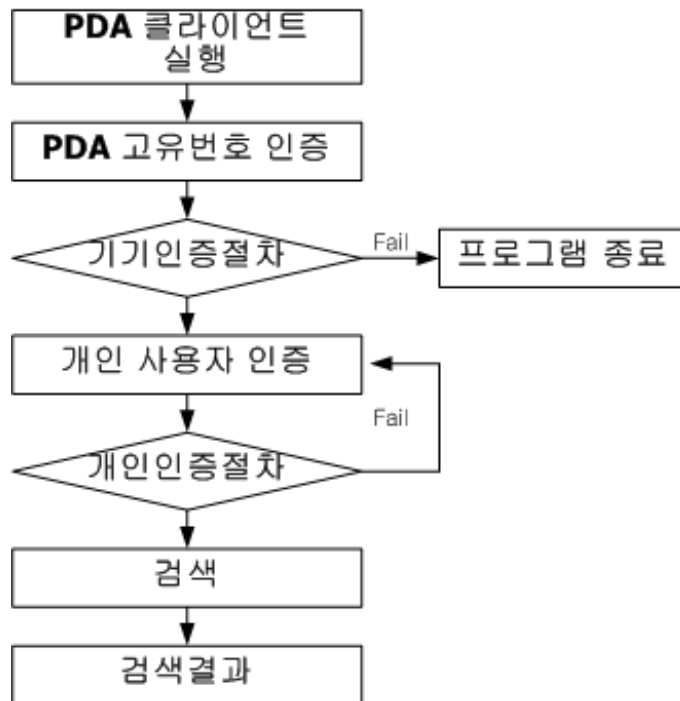 PDA 클라이언트
실행
PDA 고유번호 인증
기기인증절차
Fail
프로그램 종료
개인 사용자 인증
Fail
개인인증절차
검색
검색결과